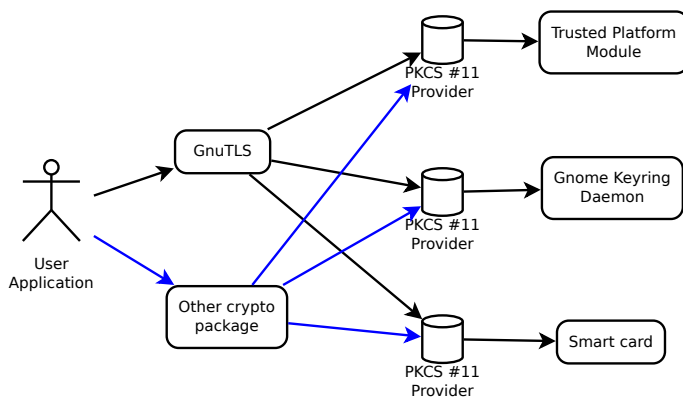 Trusted Platform
Module
PKCS #11
Provider
GnuTLS
Gnome Keyring
Daemon
PKCS #11
Provider
User
Application
Other crypto
package
Smart card
PKCS #11
Provider